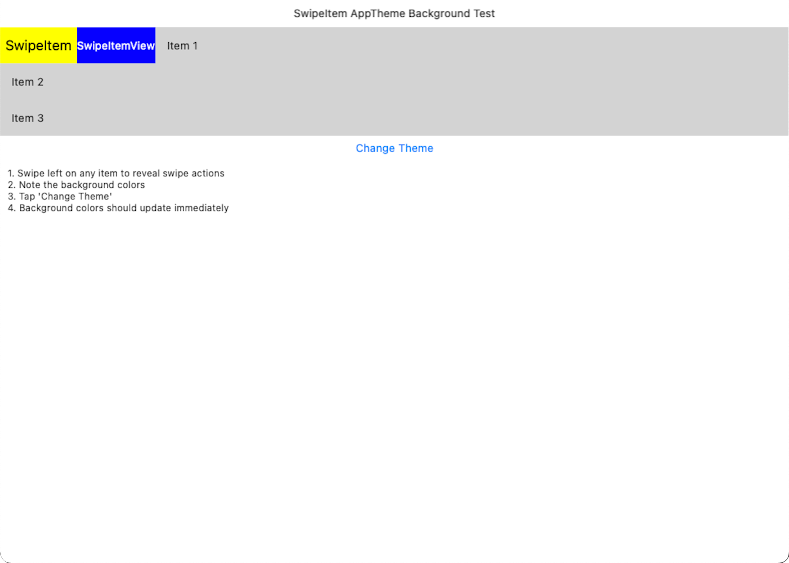 SwipeItem AppTheme Background Test
SwipeItem SwipeItemView Item 1
Item 2
Item 3
Change Theme
1. Swipe left on any item to reveal swipe actions
2. Note the background colors
3. Tap 'Change Theme'
4. Background colors should update immediately